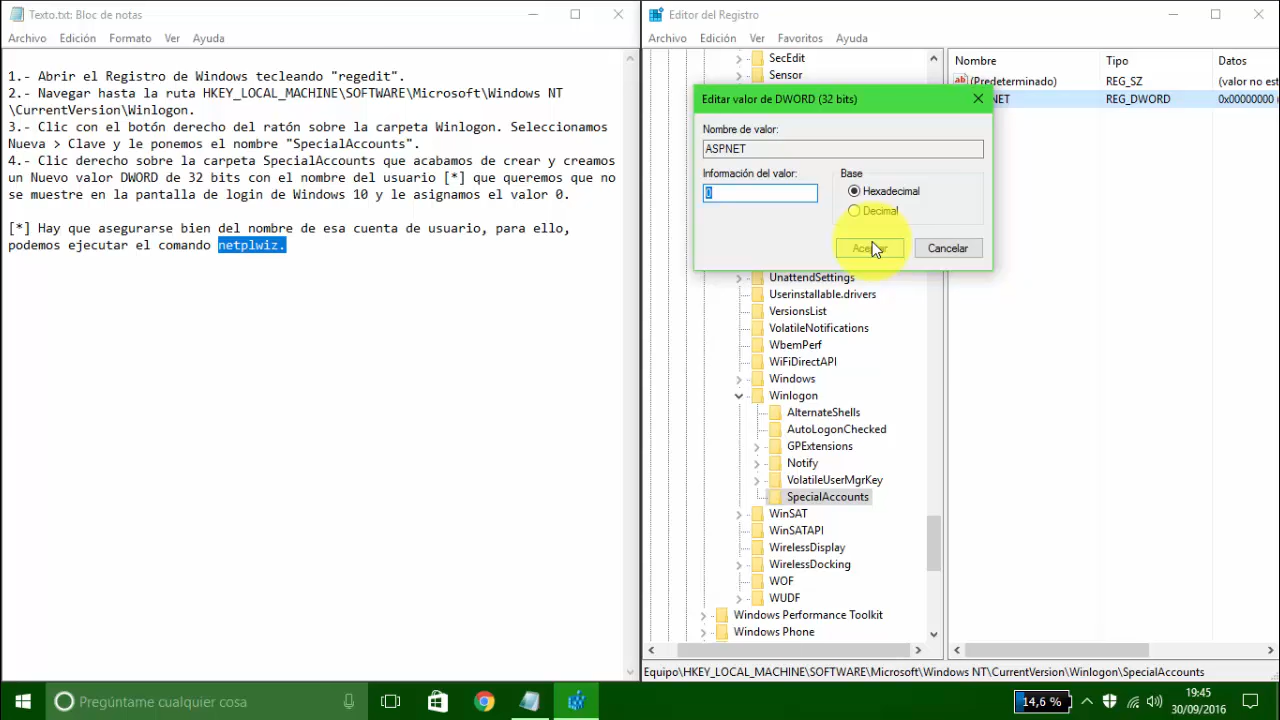 Texto.txt: Bloc de notas
Archivo Edición Formato Ver Ayuda
1.- Abrir el Registro de Windows tecleando "regedit".
2.- Navegar hasta la ruta HKEY_LOCAL_MACHINE\SOFTWARE\Microsoft\Windows NT
\CurrentVersion\Winlogon.
3.- Clic con el botón derecho del ratón sobre la carpeta Winlogon. Seleccionamos
Nueva > Clave y le ponemos el nombre "SpecialAccounts".
4.- Clic derecho sobre la carpeta SpecialAccounts que acabamos de crear y creamos
un Nuevo valor DWORD de 32 bits con el nombre del usuario [*] que queremos que no
se muestre en la pantalla de login de Windows 10 y le asignamos el valor 0.
[*] Hay que asegurarse bien del nombre de esa cuenta de usuario, para ello,
podemos ejecutar el comando netplwiz.
Editor del Registro
Archivo Edición Ver Favoritos Ayuda
SecEdit
Sensor
Nombre Tipo Datos
(Predeterminado) REG_SZ (valor no est
NET REG_DWORD 0x00000000
Editar valor de DWORD (32 bits)
Nombre de valor:
ASPNET
Información del valor:
0
Base
Hexadecimal
Decimal
Aceptar Cancelar
UnattendSettings
Userinstallable.drivers
VersionsList
VolatileNotifications
WbemPerf
WiFiDirectAPI
Windows
Winlogon
AlternateShells
AutoLogonChecked
GPExtensions
Notify
VolatileUserMgrKey
SpecialAccounts
WinSAT
WinSATAPI
WirelessDisplay
WirelessDocking
WOF
WUDF
Windows Performance Toolkit
Windows Phone
Equipo\HKEY_LOCAL_MACHINE\SOFTWARE\Microsoft\Windows NT\CurrentVersion\Winlogon\SpecialAccounts
Pregúntame cualquier cosa
14,6 %
19:45
30/09/2016